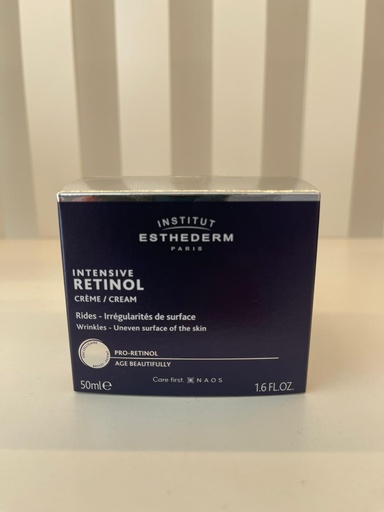 INSTITUT
ESTHEDERM
PARIS
INTENSIVE
RETINOL
CRÈME / CREAM
Rides - Irrégularités de surface
Wrinkles - Uneven surface of the skin
PRO-RETINOL
AGE BEAUTIFULLY
Care first. NAOS
50ml℮
1.6 FL.OZ.